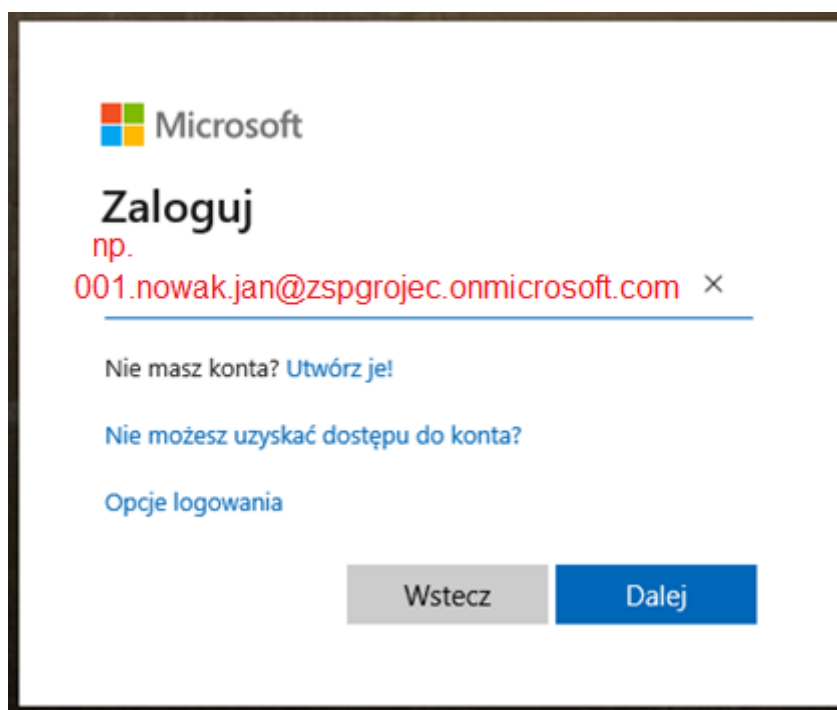 Microsoft
Zaloguj
np.
001.nowak.jan@zspgrojec.onmicrosoft.com ×
Nie masz konta? Utwórz je!
Nie możesz uzyskać dostępu do konta?
Opcje logowania
Wstecz Dalej